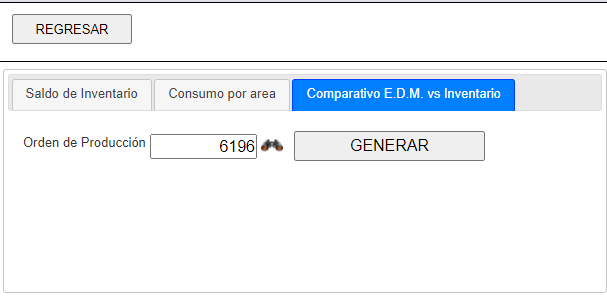 REGRESAR
Saldo de Inventario Consumo por area Comparativo E.D.M. vs Inventario
Orden de Producción 6196 GENERAR